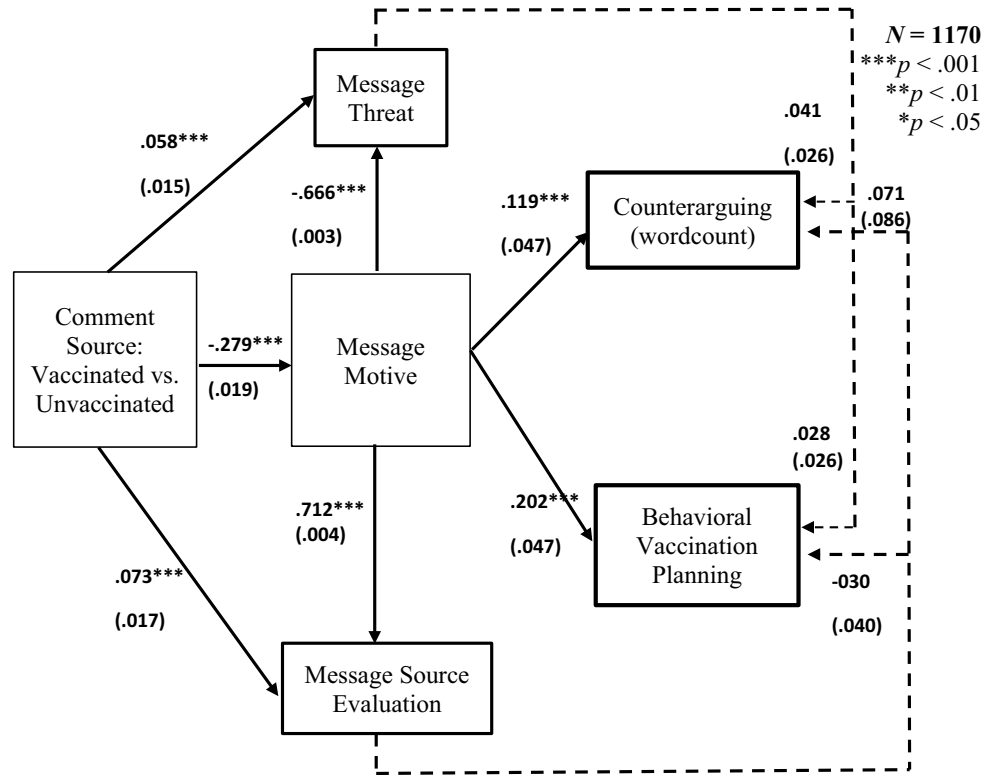 N = 1170
***p < .001
**p < .01
*p < .05
Message
Threat
.041
(.026)
.058***
(.015)
-.666***
(.003)
.119***
(.047)
Counterarguing
(wordcount)
.071
(.086)
Comment
Source:
Vaccinated vs.
Unvaccinated
-.279***
(.019)
Message
Motive
.028
(.026)
.712***
(.004)
.202***
(.047)
Behavioral
Vaccination
Planning
.073***
(.017)
-030
(.040)
Message Source
Evaluation